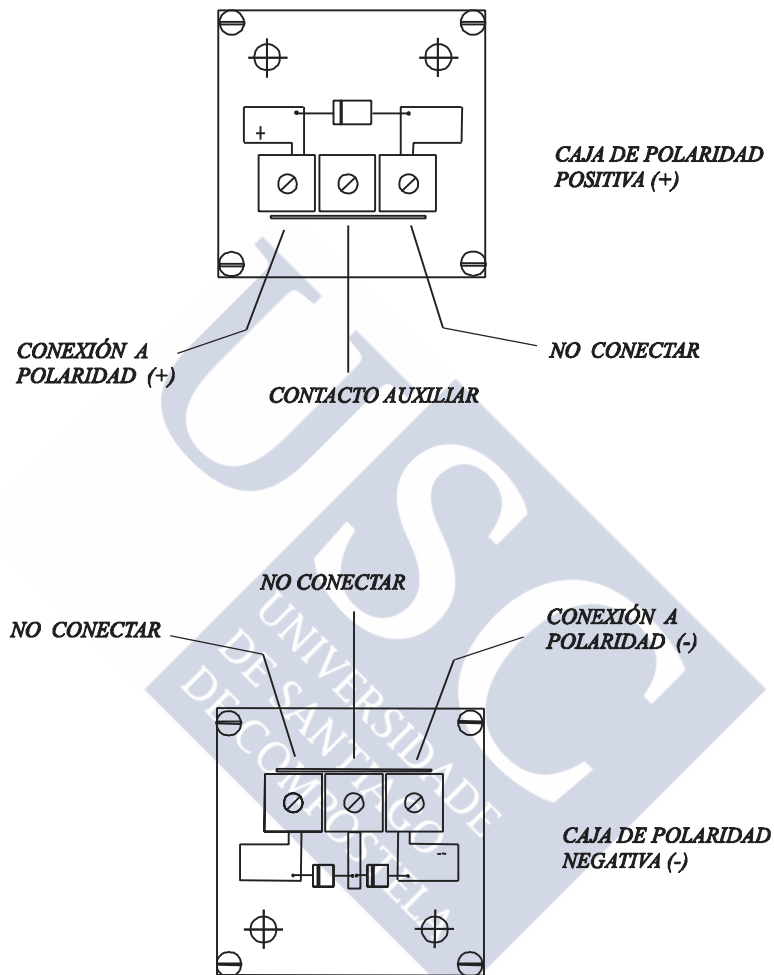 +
CAJA DE POLARIDAD
POSITIVA (+)
CONEXIÓN A
POLARIDAD (+)
NO CONECTAR
CONTACTO AUXILIAR
NO CONECTAR
NO CONECTAR
CONEXIÓN A
POLARIDAD (-)
--
CAJA DE POLARIDAD
NEGATIVA (-)
USC
UNIVERSIDADE
DE SANTIAGO
DE COMPOSTELA